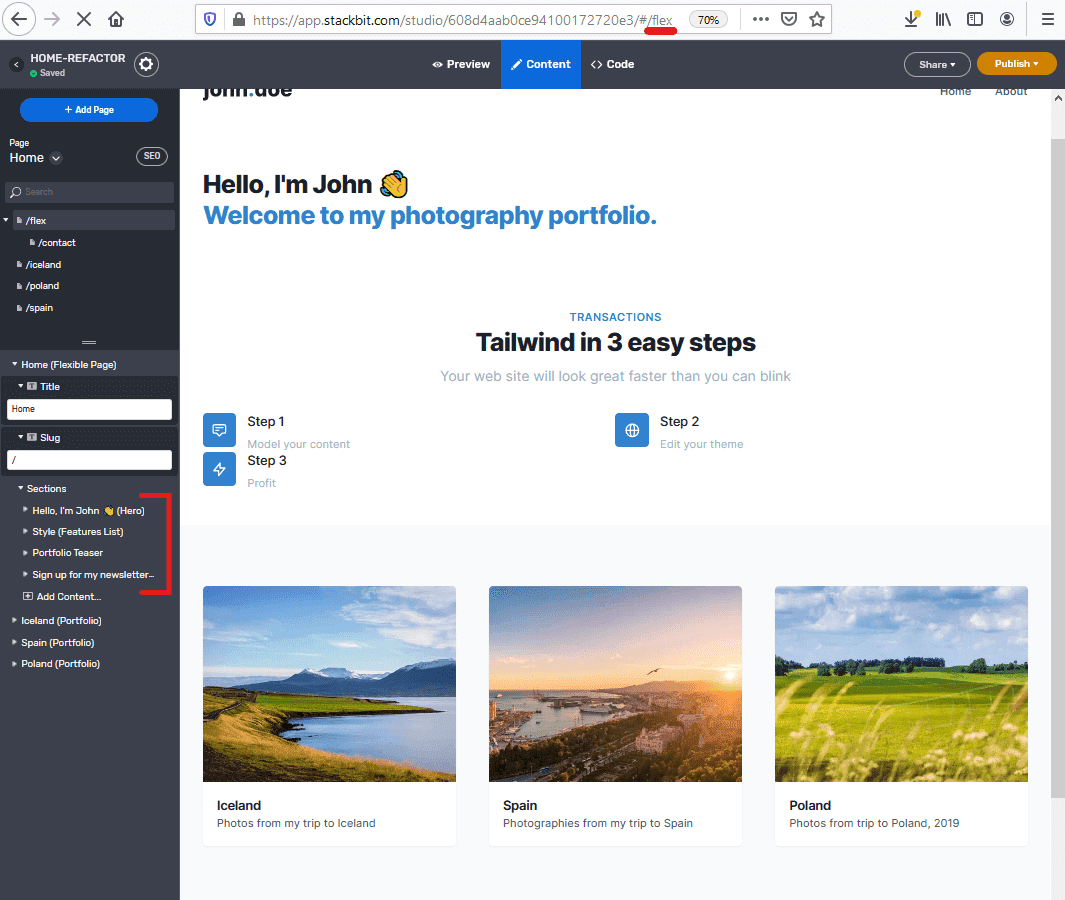 https://app.stackbit.com/studio/608d4aab0ce94100172720e3/#/flex
70%
HOME-REFACTOR
Saved
Preview
Content
<> Code
Share
Publish
+ Add Page
Page
Home
SEO
Search
/flex
/contact
/iceland
/poland
/spain
Home (Flexible Page)
T Title
Home
T Slug
/
Sections
Hello, I'm John 👋 (Hero)
Style (Features List)
Portfolio Teaser
Sign up for my newsletter...
Add Content...
Iceland (Portfolio)
Spain (Portfolio)
Poland (Portfolio)
john.doe
Home
About
Hello, I'm John 👋
Welcome to my photography portfolio.
TRANSACTIONS
Tailwind in 3 easy steps
Your web site will look great faster than you can blink
Step 1
Model your content
Step 2
Edit your theme
Step 3
Profit
Iceland
Photos from my trip to Iceland
Spain
Photographies from my trip to Spain
Poland
Photos from trip to Poland, 2019